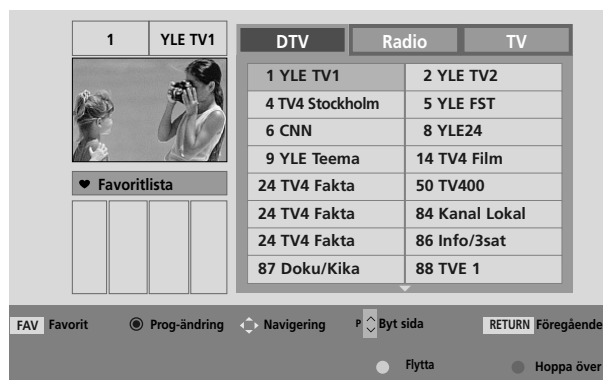 1 YLE TV1
DTV Radio TV
1 YLE TV1 2 YLE TV2
4 TV4 Stockholm 5 YLE FST
6 CNN 8 YLE24
9 YLE Teema 14 TV4 Film
♥ Favoritlista
24 TV4 Fakta 50 TV400
24 TV4 Fakta 84 Kanal Lokal
24 TV4 Fakta 86 Info/3sat
87 Doku/Kika 88 TVE 1
FAV Favorit Prog-ändring Navigering P Byt sida RETURN Föregående
Flytta Hoppa över